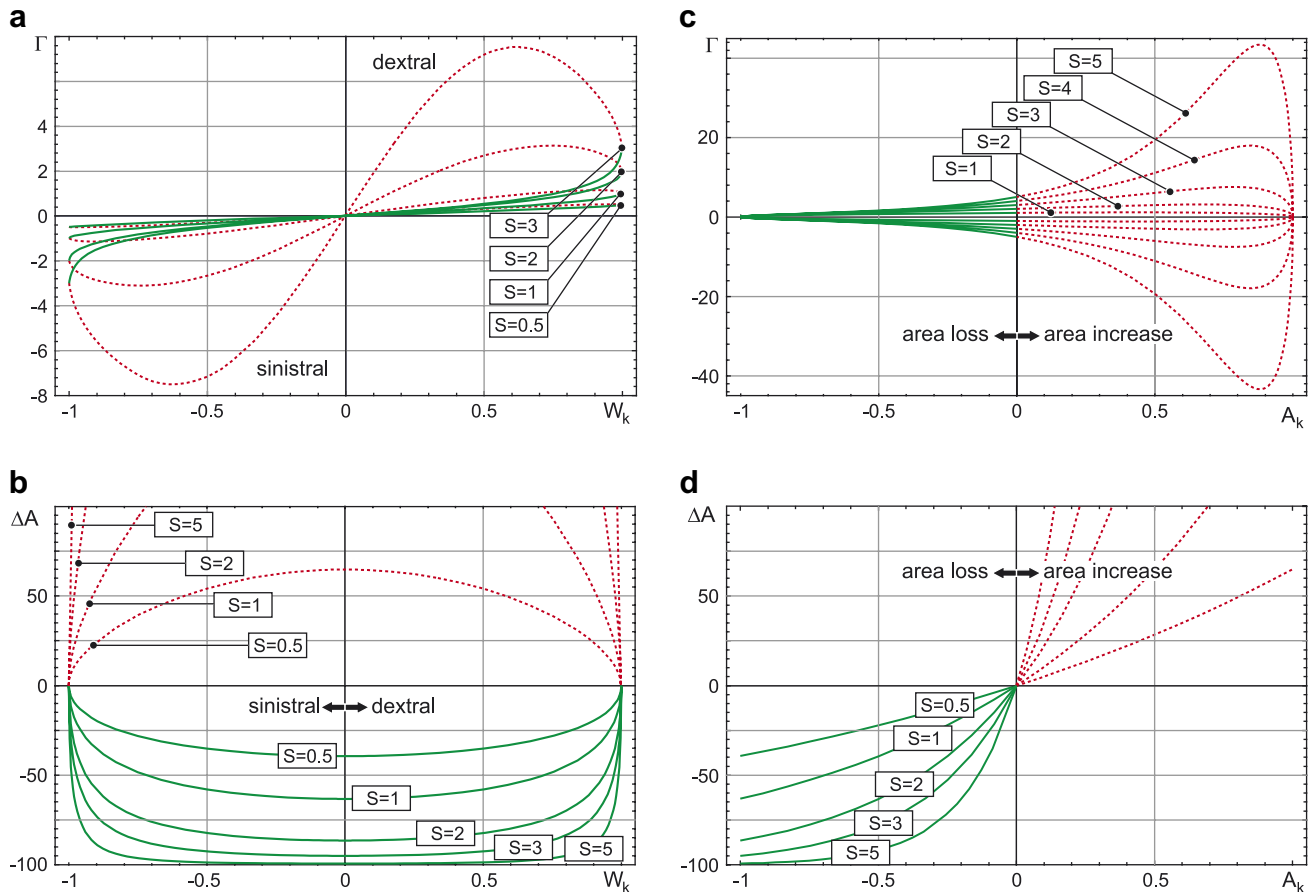 a
Γ
dextral
4
2
0
-2
-4
-6
-8
S=3
S=2
S=1
S=0.5
sinistral
-1
-0.5
0
0.5
W_k
c
Γ
S=5
S=4
S=3
S=2
S=1
20
0
-20
-40
area loss
area increase
-1
-0.5
0
0.5
A_k
b
ΔA
S=5
S=2
S=1
S=0.5
50
0
-50
-100
sinistral
dextral
S=0.5
S=1
S=2
S=3
S=5
-1
-0.5
0
0.5
W_k
d
ΔA
area loss
area increase
50
0
-50
-100
S=0.5
S=1
S=2
S=3
S=5
-1
-0.5
0
0.5
A_k